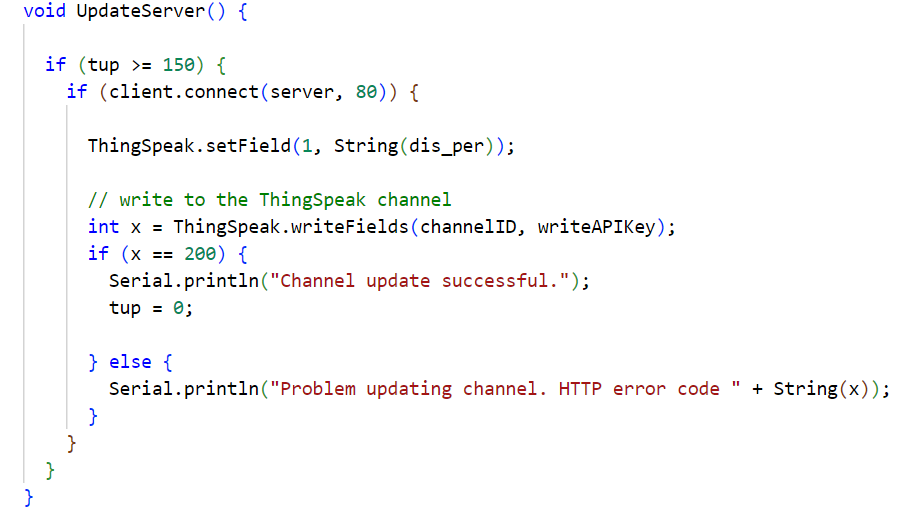 void UpdateServer() {
if (tup >= 150) {
if (client.connect(server, 80)) {
ThingSpeak.setField(1, String(dis_per));
// write to the ThingSpeak channel
int x = ThingSpeak.writeFields(channelID, writeAPIKey);
if (x == 200) {
Serial.println("Channel update successful.");
tup = 0;
} else {
Serial.println("Problem updating channel. HTTP error code " + String(x));
}
}
}
}